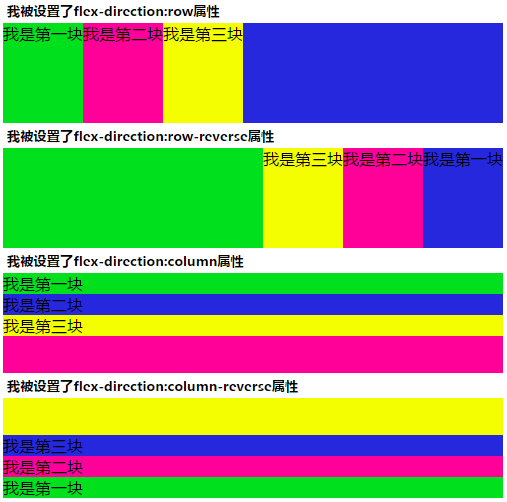 我被设置了flex-direction:row属性
我是第一块我是第二块我是第三块
我被设置了flex-direction:row-reverse属性
我是第三块我是第二块我是第一块
我被设置了flex-direction:column属性
我是第一块
我是第二块
我是第三块
我被设置了flex-direction:column-reverse属性
我是第三块
我是第二块
我是第一块